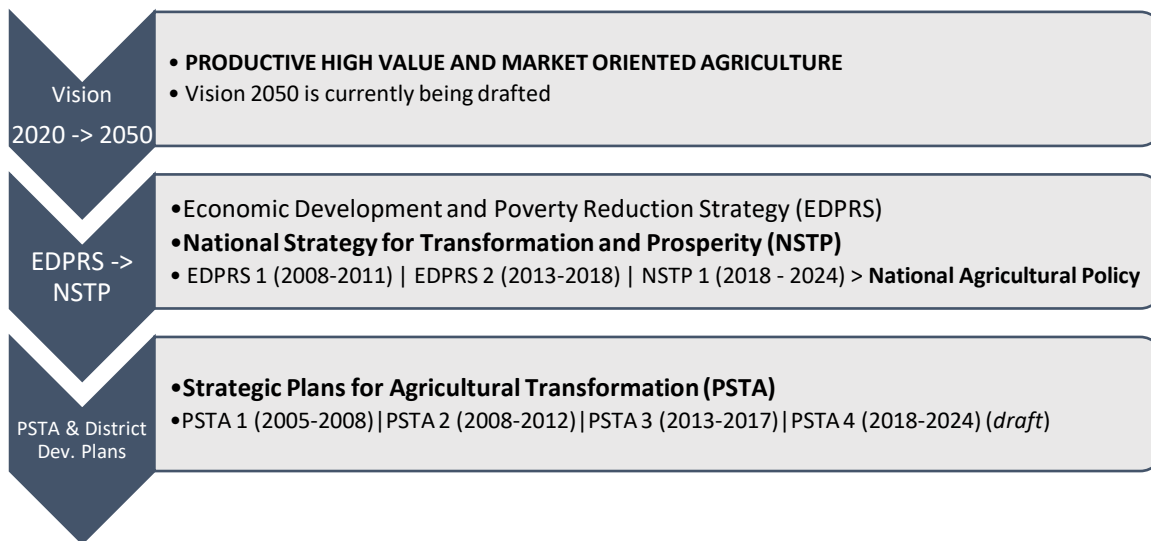 Vision
2020 -> 2050
• PRODUCTIVE HIGH VALUE AND MARKET ORIENTED AGRICULTURE
• Vision 2050 is currently being drafted
EDPRS ->
NSTP
•Economic Development and Poverty Reduction Strategy (EDPRS)
•National Strategy for Transformation and Prosperity (NSTP)
• EDPRS 1 (2008-2011) | EDPRS 2 (2013-2018) | NSTP 1 (2018 - 2024) > National Agricultural Policy
PSTA & District
Dev. Plans
•Strategic Plans for Agricultural Transformation (PSTA)
•PSTA 1 (2005-2008)|PSTA 2 (2008-2012)|PSTA 3 (2013-2017)|PSTA 4 (2018-2024) (draft)